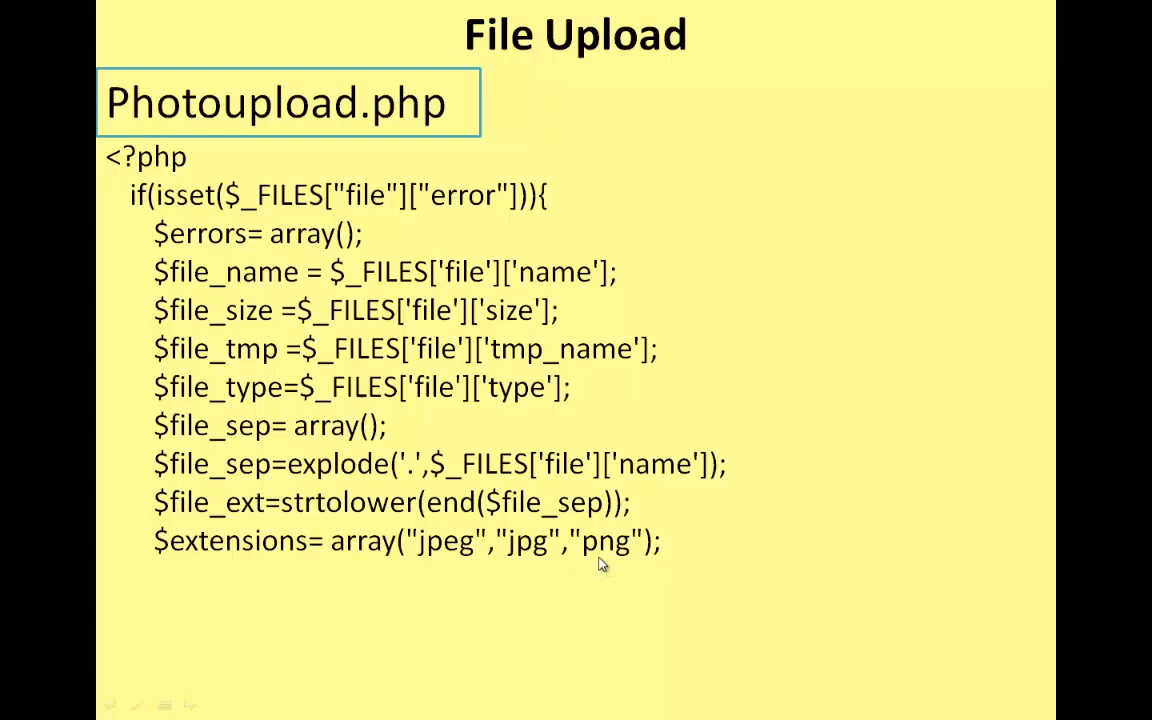 File Upload
Photoupload.php
<?php
if(isset($_FILES["file"]["error"])){
$errors= array();
$file_name = $_FILES['file']['name'];
$file_size =$_FILES['file']['size'];
$file_tmp =$_FILES['file']['tmp_name'];
$file_type=$_FILES['file']['type'];
$file_sep= array();
$file_sep=explode('.',$_FILES['file']['name']);
$file_ext=strtolower(end($file_sep));
$extensions= array("jpeg","jpg","png");